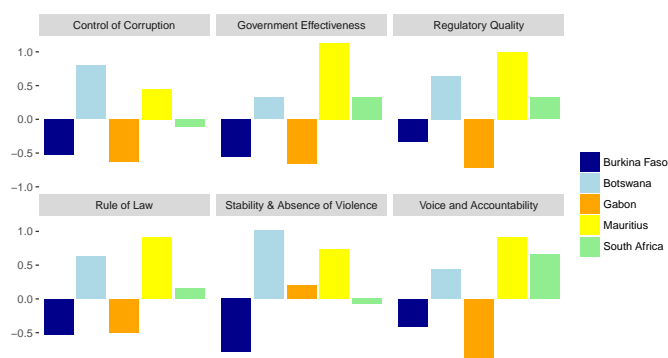 Control of Corruption
Government Effectiveness
Regulatory Quality
1.0
0.5
0.0
−0.5
−1.0
Rule of Law
Stability & Absence of Violence
Voice and Accountability
1.0
0.5
0.0
−0.5
Burkina Faso
Botswana
Gabon
Mauritius
South Africa